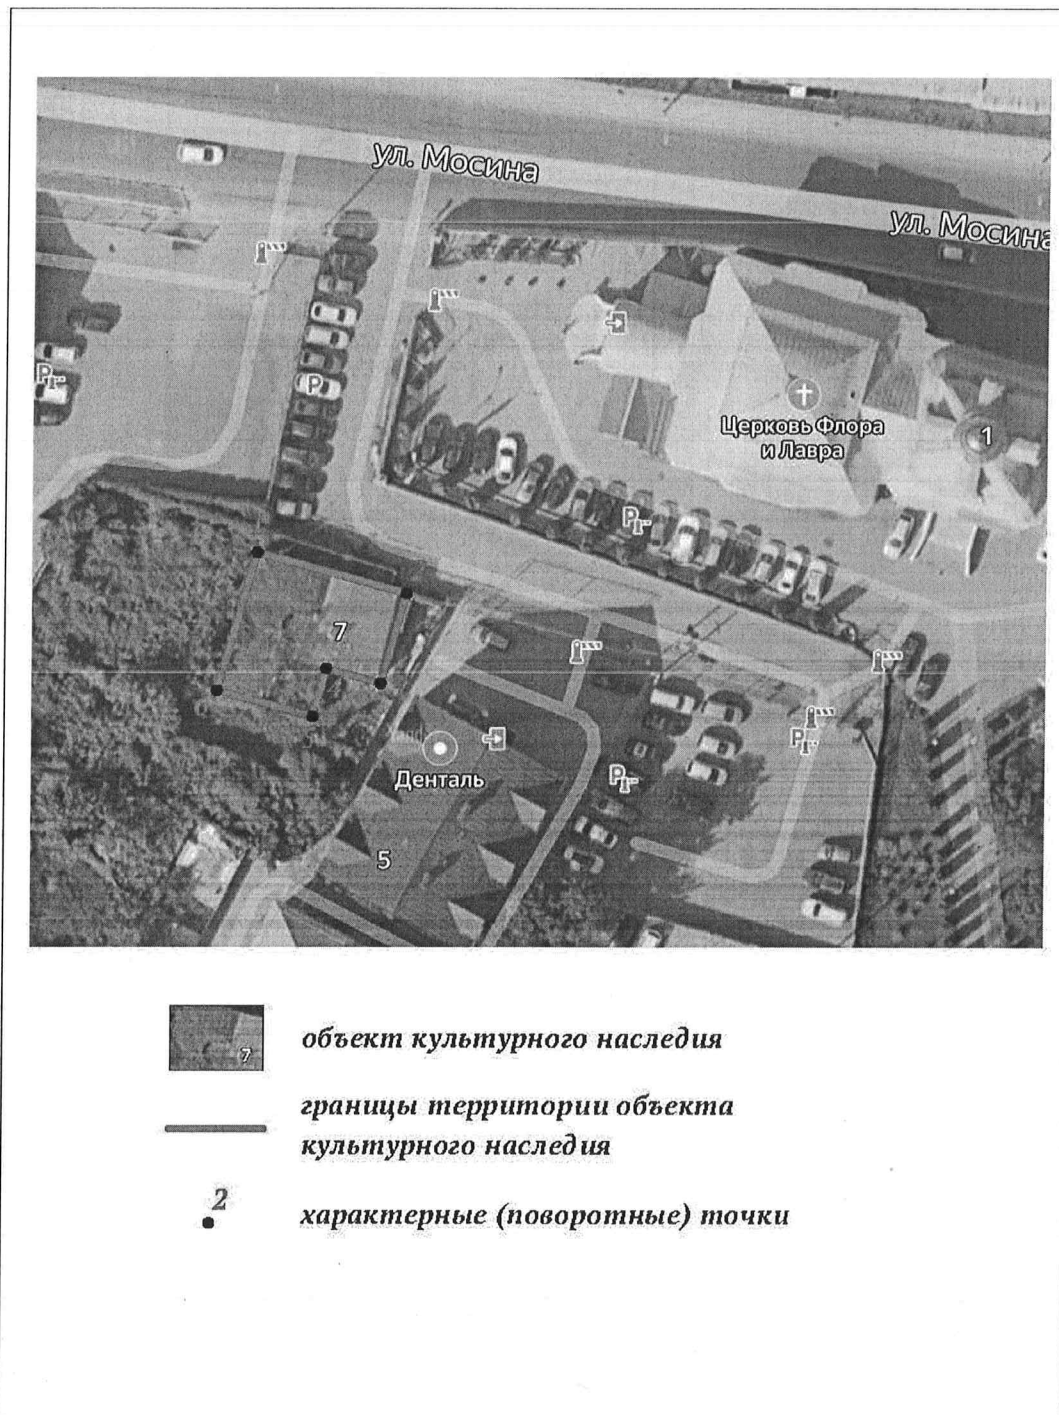 ул. Мосина
ул. Мосина
P
P
Церковь Флора
и Лавра
1
P
7
P
P
Денталь
5
7
объект культурного наследия
границы территории объекта
культурного наследия
2
характерные (поворотные) точки